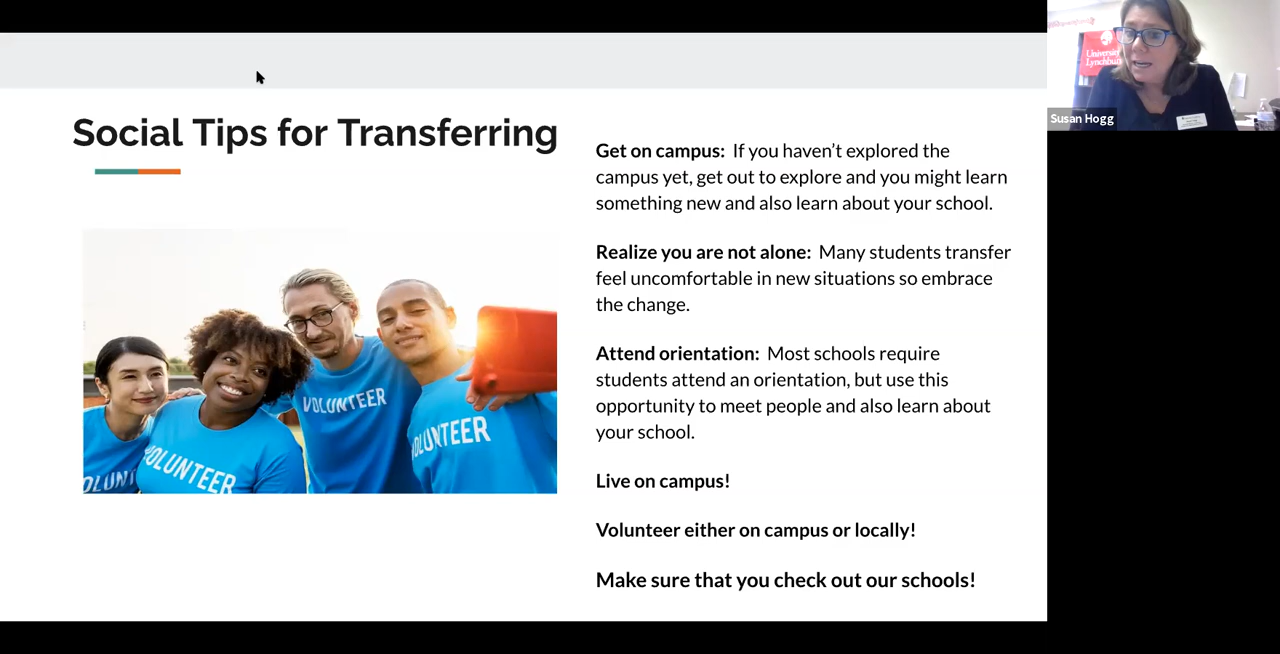 Social Tips for Transferring
Get on campus: If you haven’t explored the
campus yet, get out to explore and you might learn
something new and also learn about your school.
Realize you are not alone: Many students transfer
feel uncomfortable in new situations so embrace
the change.
Attend orientation: Most schools require
students attend an orientation, but use this
opportunity to meet people and also learn about
your school.
Live on campus!
Volunteer either on campus or locally!
Make sure that you check out our schools!
VOLUNTEER
VOLUNTEER
Susan Hogg